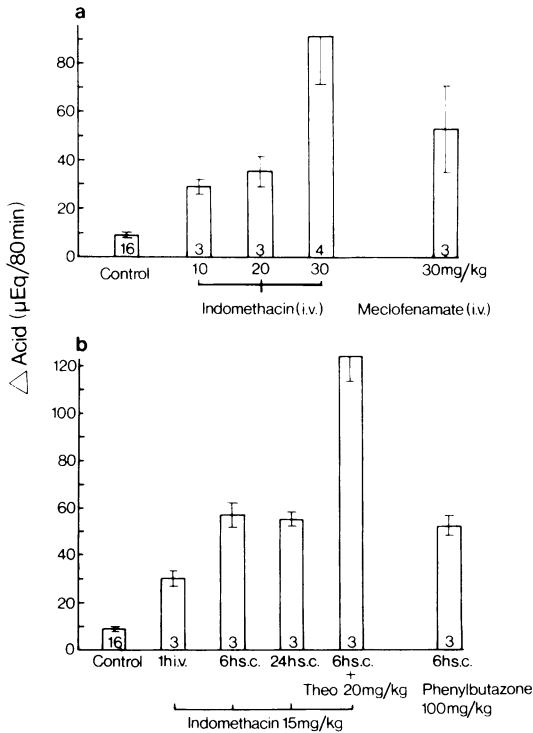 a
80
60
40
20
0
16 3 3 4 3
Control 10 20 30 30mg/kg
Indomethacin(i.v.) Meclofenamate(i.v.)
△ Acid (µEq/80min)
b
120
100
80
60
40
20
0
16 3 3 3 3 3
Control 1hi.v. 6hs.c. 24hs.c. 6hs.c. 6hs.c.
+
Theo 20mg/kg Phenylbutazone
100mg/kg
Indomethacin 15mg/kg